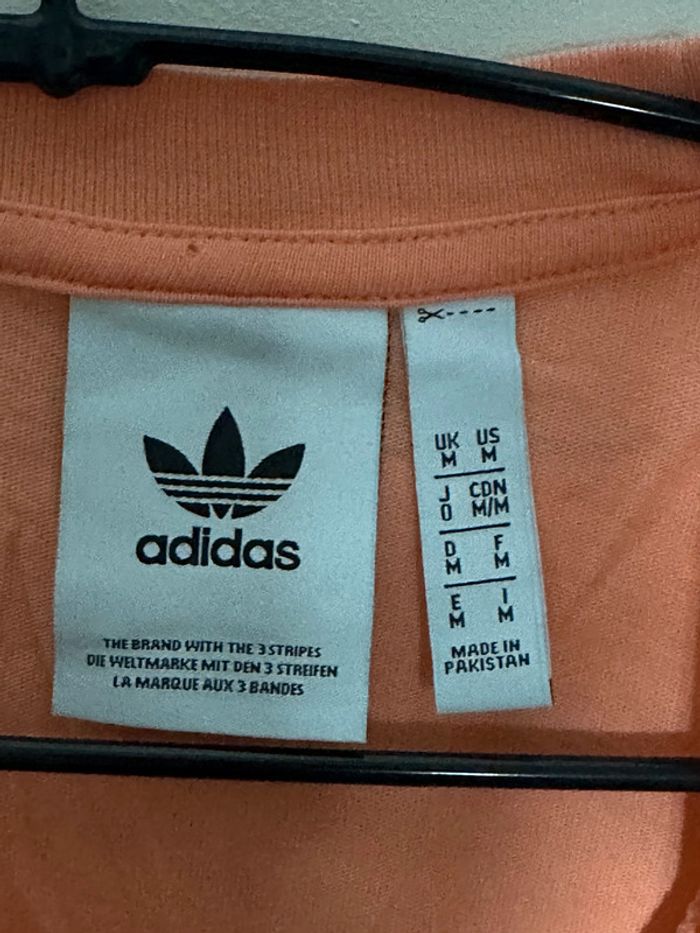 adidas
THE BRAND WITH THE 3 STRIPES
DIE WELTMARKE MIT DEN 3 STREIFEN
LA MARQUE AUX 3 BANDES
UK US
M M
J CDN
O M/M
D F
M M
E I
M M
MADE IN
PAKISTAN